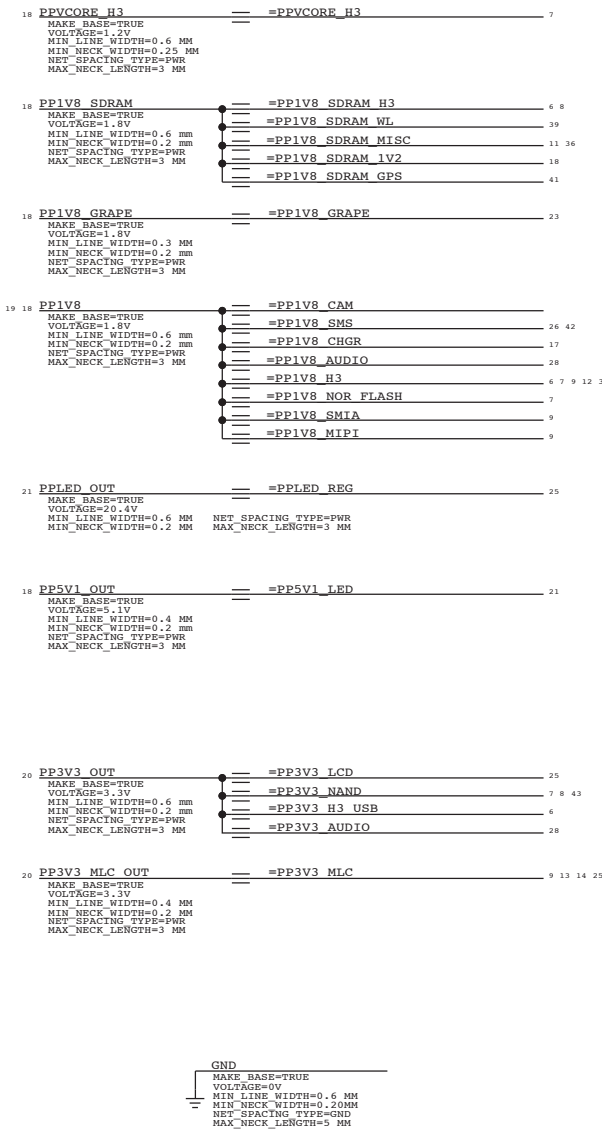 18 PPVCORE_H3 =PPVCORE_H3 7
MAKE_BASE=TRUE
VOLTAGE=1.2V
MIN_LINE_WIDTH=0.6 MM
MIN_NECK_WIDTH=0.25 MM
NET_SPACING_TYPE=PWR
MAX_NECK_LENGTH=3 MM
18 PP1V8_SDRAM =PP1V8_SDRAM_H3 6 8
MAKE_BASE=TRUE
VOLTAGE=1.8V
MIN_LINE_WIDTH=0.6 mm
MIN_NECK_WIDTH=0.2 mm
NET_SPACING_TYPE=PWR
MAX_NECK_LENGTH=3 MM
=PP1V8_SDRAM_WL 39
=PP1V8_SDRAM_MISC 11 36
=PP1V8_SDRAM_1V2 18
=PP1V8_SDRAM_GPS 41
18 PP1V8_GRAPE =PP1V8_GRAPE 23
MAKE_BASE=TRUE
VOLTAGE=1.8V
MIN_LINE_WIDTH=0.3 MM
MIN_NECK_WIDTH=0.2 mm
NET_SPACING_TYPE=PWR
MAX_NECK_LENGTH=3 MM
19 18 PP1V8 =PP1V8_CAM
MAKE_BASE=TRUE
VOLTAGE=1.8V
MIN_LINE_WIDTH=0.6 mm
MIN_NECK_WIDTH=0.2 mm
NET_SPACING_TYPE=PWR
MAX_NECK_LENGTH=3 MM
=PP1V8_SMS 26 42
=PP1V8_CHGR 17
=PP1V8_AUDIO 28
=PP1V8_H3 6 7 9 12 3
=PP1V8_NOR_FLASH 7
=PP1V8_SMIA 9
=PP1V8_MIPI 9
21 PPLED_OUT =PPLED_REG 25
MAKE_BASE=TRUE
VOLTAGE=20.4V
MIN_LINE_WIDTH=0.6 MM NET_SPACING_TYPE=PWR
MIN_NECK_WIDTH=0.2 MM MAX_NECK_LENGTH=3 MM
18 PP5V1_OUT =PP5V1_LED 21
MAKE_BASE=TRUE
VOLTAGE=5.1V
MIN_LINE_WIDTH=0.4 MM
MIN_NECK_WIDTH=0.2 mm
NET_SPACING_TYPE=PWR
MAX_NECK_LENGTH=3 MM
20 PP3V3_OUT =PP3V3_LCD 25
MAKE_BASE=TRUE
VOLTAGE=3.3V
MIN_LINE_WIDTH=0.6 mm
MIN_NECK_WIDTH=0.2 mm
NET_SPACING_TYPE=PWR
MAX_NECK_LENGTH=3 MM
=PP3V3_NAND 7 8 43
=PP3V3_H3_USB 6
=PP3V3_AUDIO 28
20 PP3V3_MLC_OUT =PP3V3_MLC 9 13 14 25
MAKE_BASE=TRUE
VOLTAGE=3.3V
MIN_LINE_WIDTH=0.4 MM
MIN_NECK_WIDTH=0.2 MM
NET_SPACING_TYPE=PWR
MAX_NECK_LENGTH=3 MM
GND
MAKE_BASE=TRUE
VOLTAGE=0V
MIN_LINE_WIDTH=0.6 MM
MIN_NECK_WIDTH=0.20MM
NET_SPACING_TYPE=GND
MAX_NECK_LENGTH=5 MM